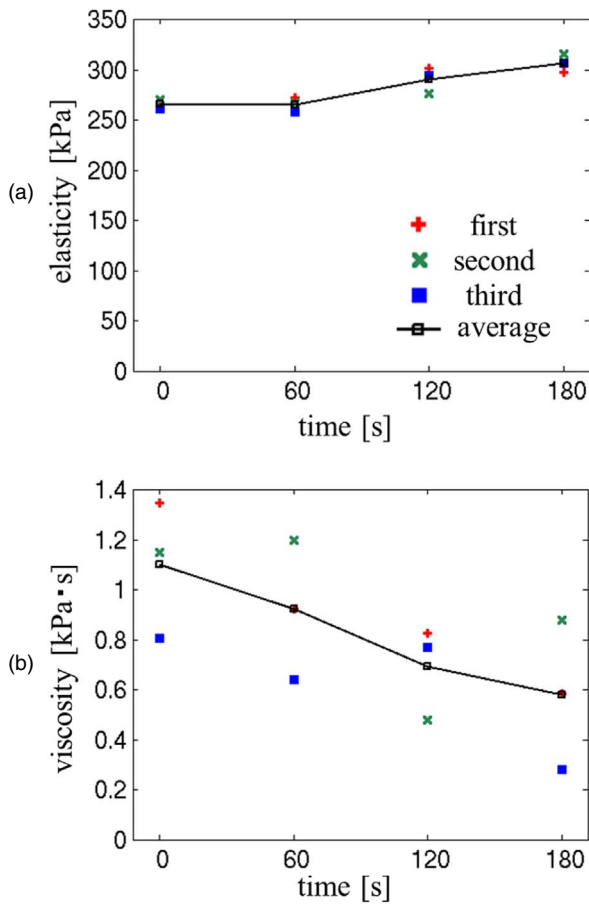 (a)
elasticity [kPa]
350
300
250
200
150
100
50
0
first
second
third
average
0 60 120 180
time [s]
(b)
viscosity [kPa·s]
1.4
1.2
1
0.8
0.6
0.4
0.2
0
0 60 120 180
time [s]